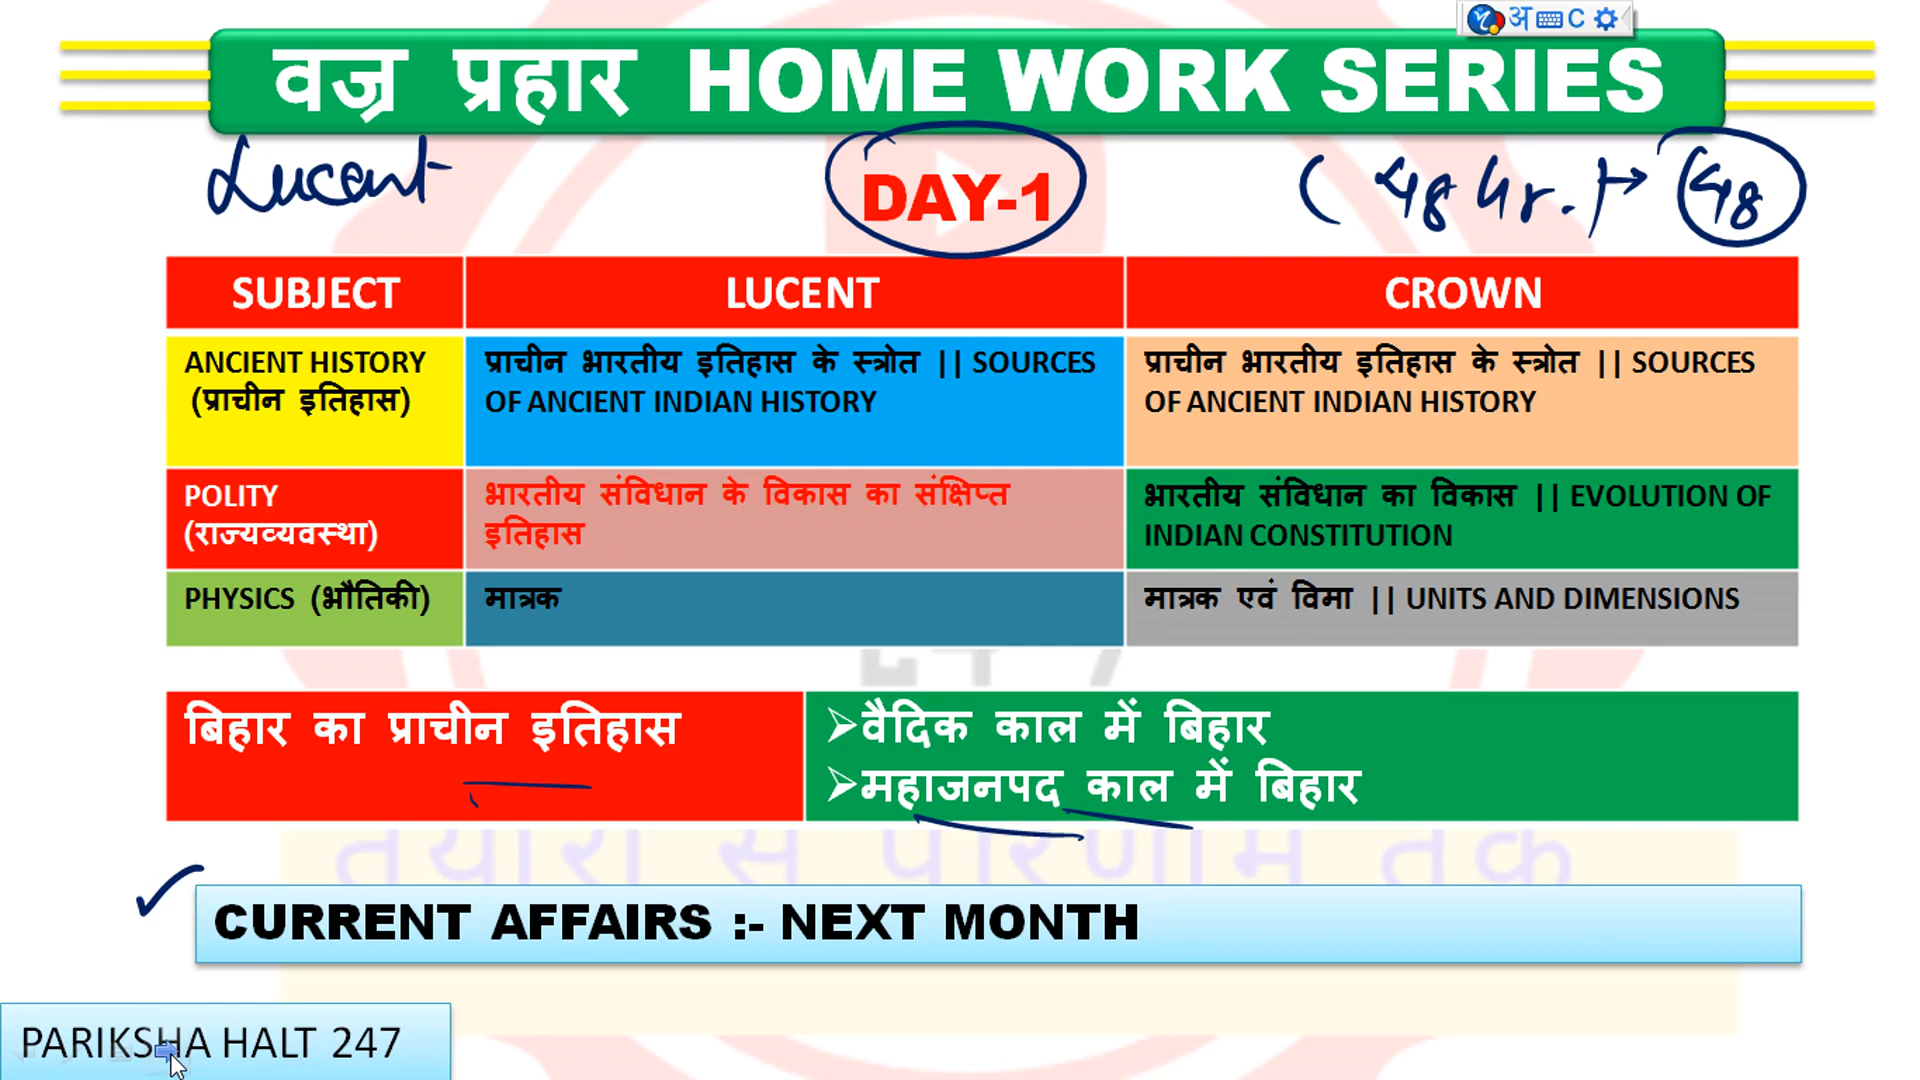 वज्र प्रहार HOME WORK SERIES
Lucent
DAY-1
( 48 Hr. ) → 48
SUBJECT
LUCENT
CROWN
ANCIENT HISTORY
(प्राचीन इतिहास)
प्राचीन भारतीय इतिहास के स्त्रोत || SOURCES
OF ANCIENT INDIAN HISTORY
प्राचीन भारतीय इतिहास के स्त्रोत || SOURCES
OF ANCIENT INDIAN HISTORY
POLITY
(राज्यव्यवस्था)
भारतीय संविधान के विकास का संक्षिप्त
इतिहास
भारतीय संविधान का विकास || EVOLUTION OF
INDIAN CONSTITUTION
PHYSICS (भौतिकी)
मात्रक
मात्रक एवं विमा || UNITS AND DIMENSIONS
बिहार का प्राचीन इतिहास
➢वैदिक काल में बिहार
➢महाजनपद काल में बिहार
तैयारी से परिणाम तक
CURRENT AFFAIRS :- NEXT MONTH
PARIKSHA HALT 247